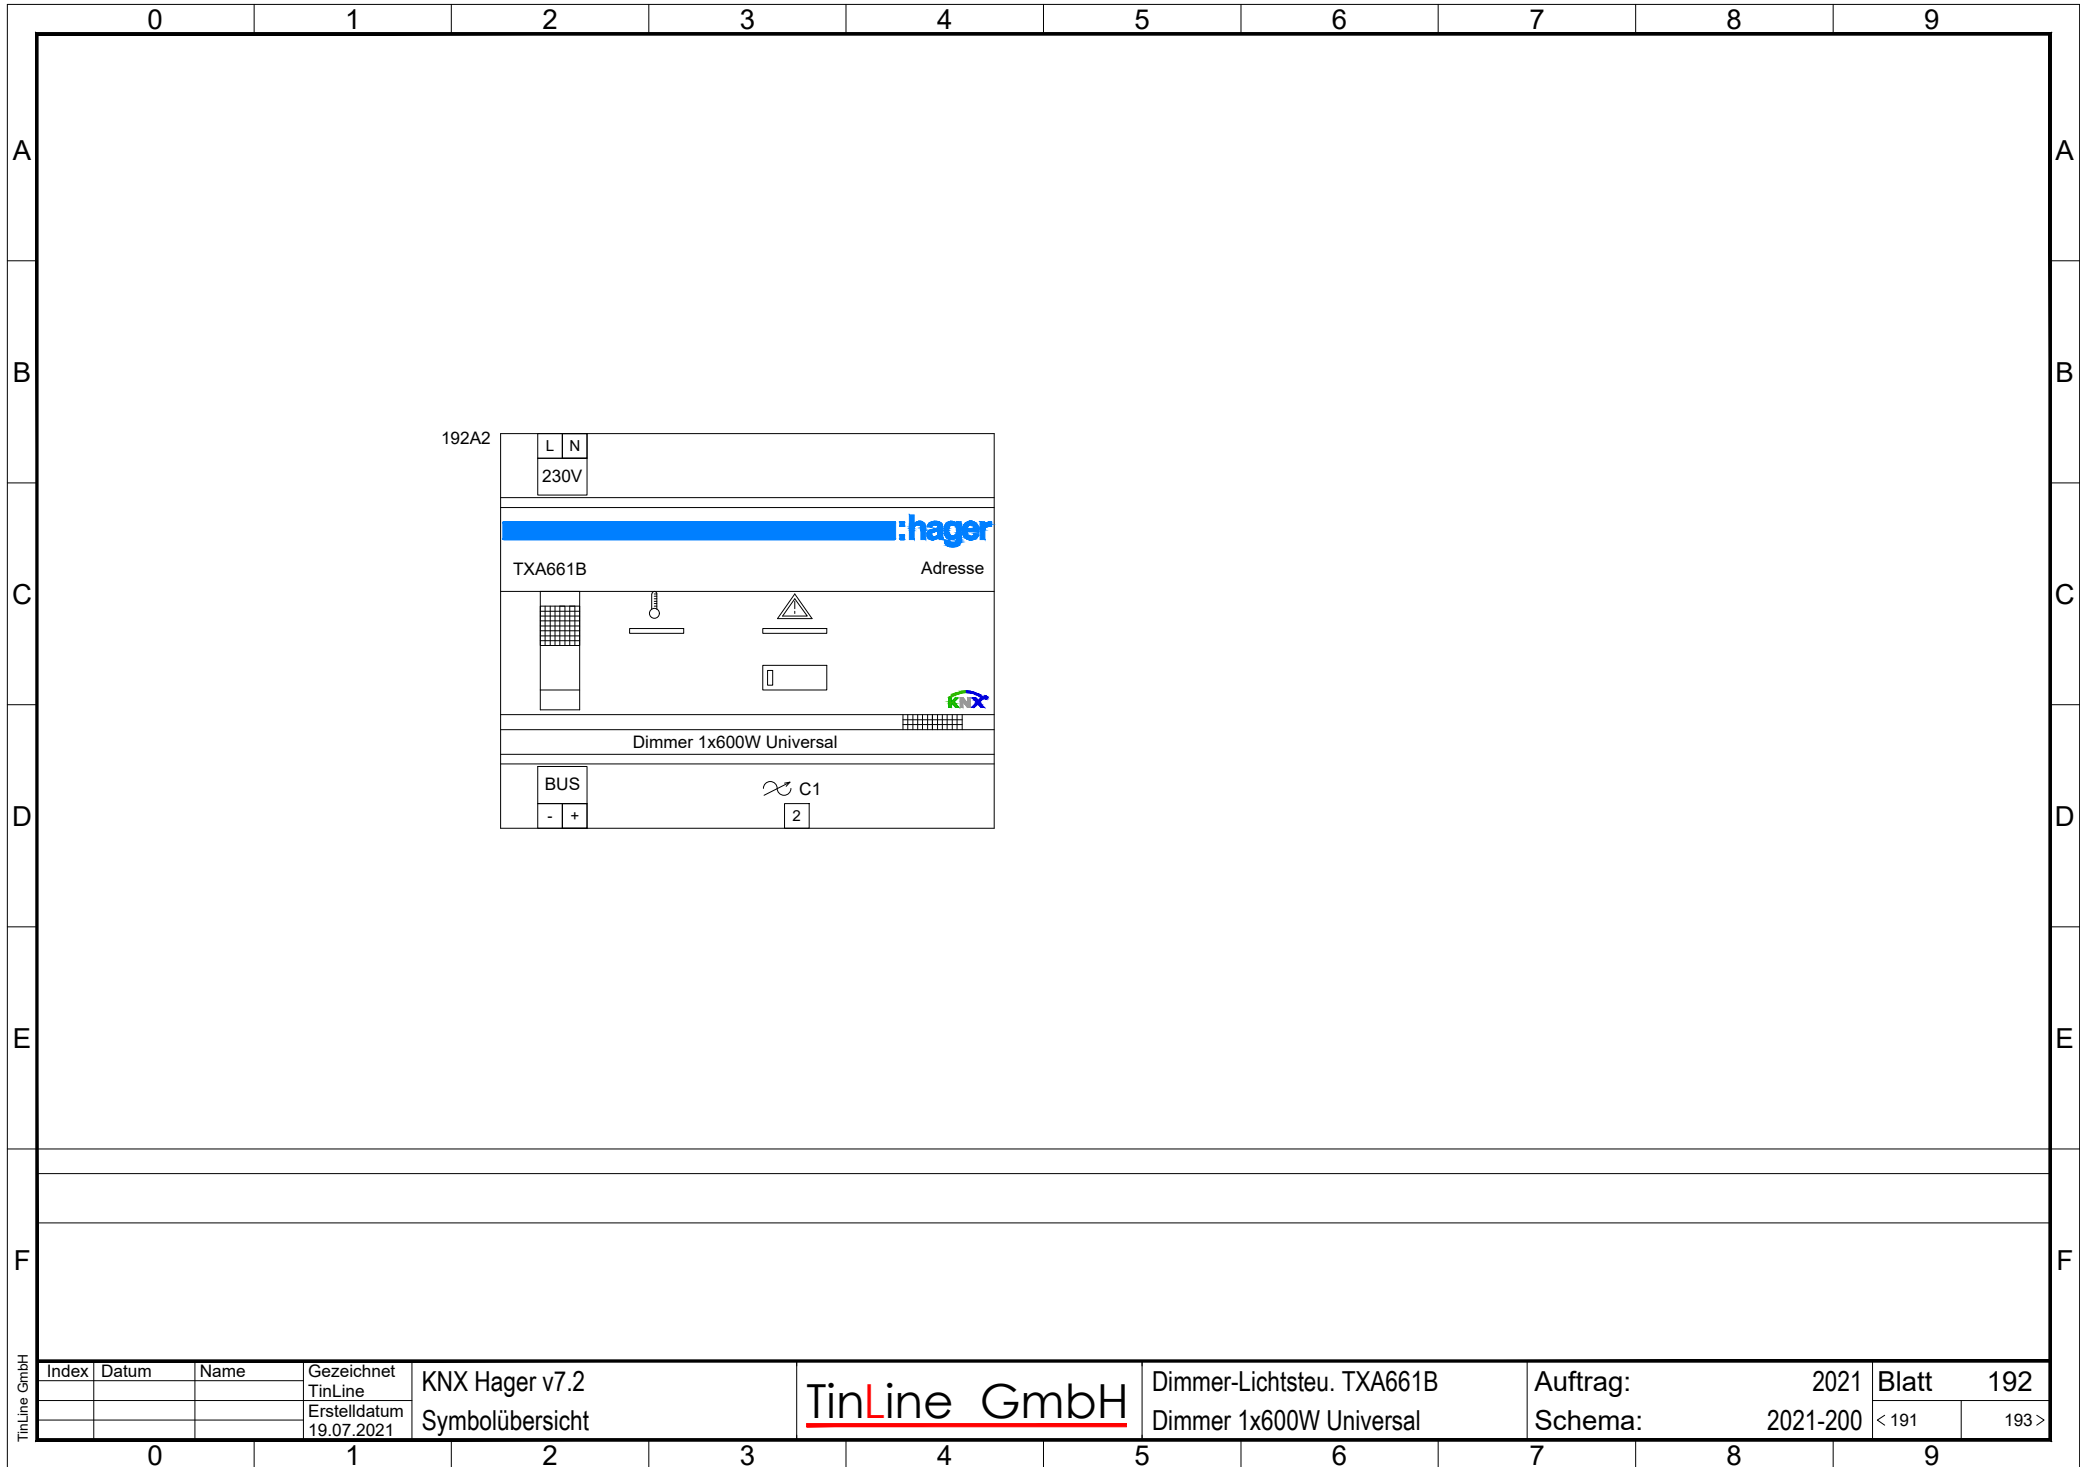 0 1 2 3 4 5 6 7 8 9
A A
B B
192A2
L N
230V
:hager
TXA661B Adresse
C C
KNX
Dimmer 1x600W Universal
BUS
C1
- + 2
D D
E E
F F
TinLine GmbH
Index Datum Name Gezeichnet
TinLine
Erstelldatum
19.07.2021
KNX Hager v7.2
Symbolübersicht
TinLine GmbH
Dimmer-Lichtsteu. TXA661B
Dimmer 1x600W Universal
Auftrag: 2021
Schema: 2021-200
Blatt 192
< 191 193 >
0 1 2 3 4 5 6 7 8 9